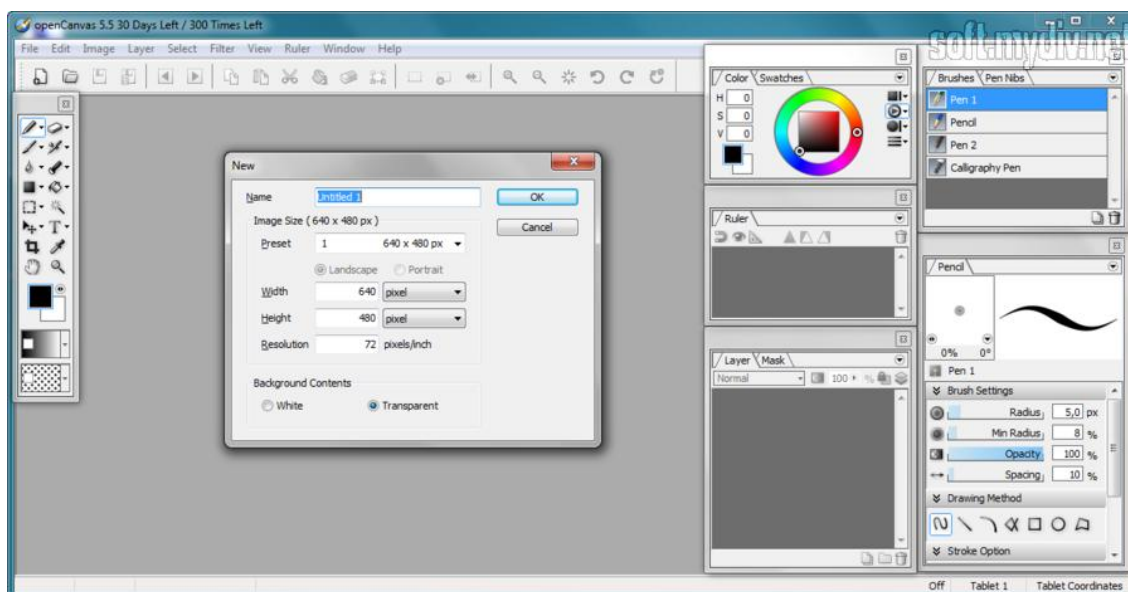 openCanvas 5.5 30 Days Left / 300 Times Left
File Edit Image Layer Select Filter View Ruler Window Help
soft.mydiv.net
New
Name Untitled 1
OK
Image Size ( 640 x 480 px )
Cancel
Preset 1 640 x 480 px
Landscape Portrait
Width 640 pixel
Height 480 pixel
Resolution 72 pixels/inch
Background Contents
White Transparent
Color Swatches
H 0
S 0
V 0
Ruler
Layer Mask
Normal 100 %
Brushes Pen Nibs
Pen 1
Pencil
Pen 2
Calligraphy Pen
Pencil
0% 0°
Pen 1
Brush Settings
Radius 5,0 px
Min Radius 8 %
Opacity 100 %
Spacing 10 %
Drawing Method
Stroke Option
Off Tablet 1 Tablet Coordinates